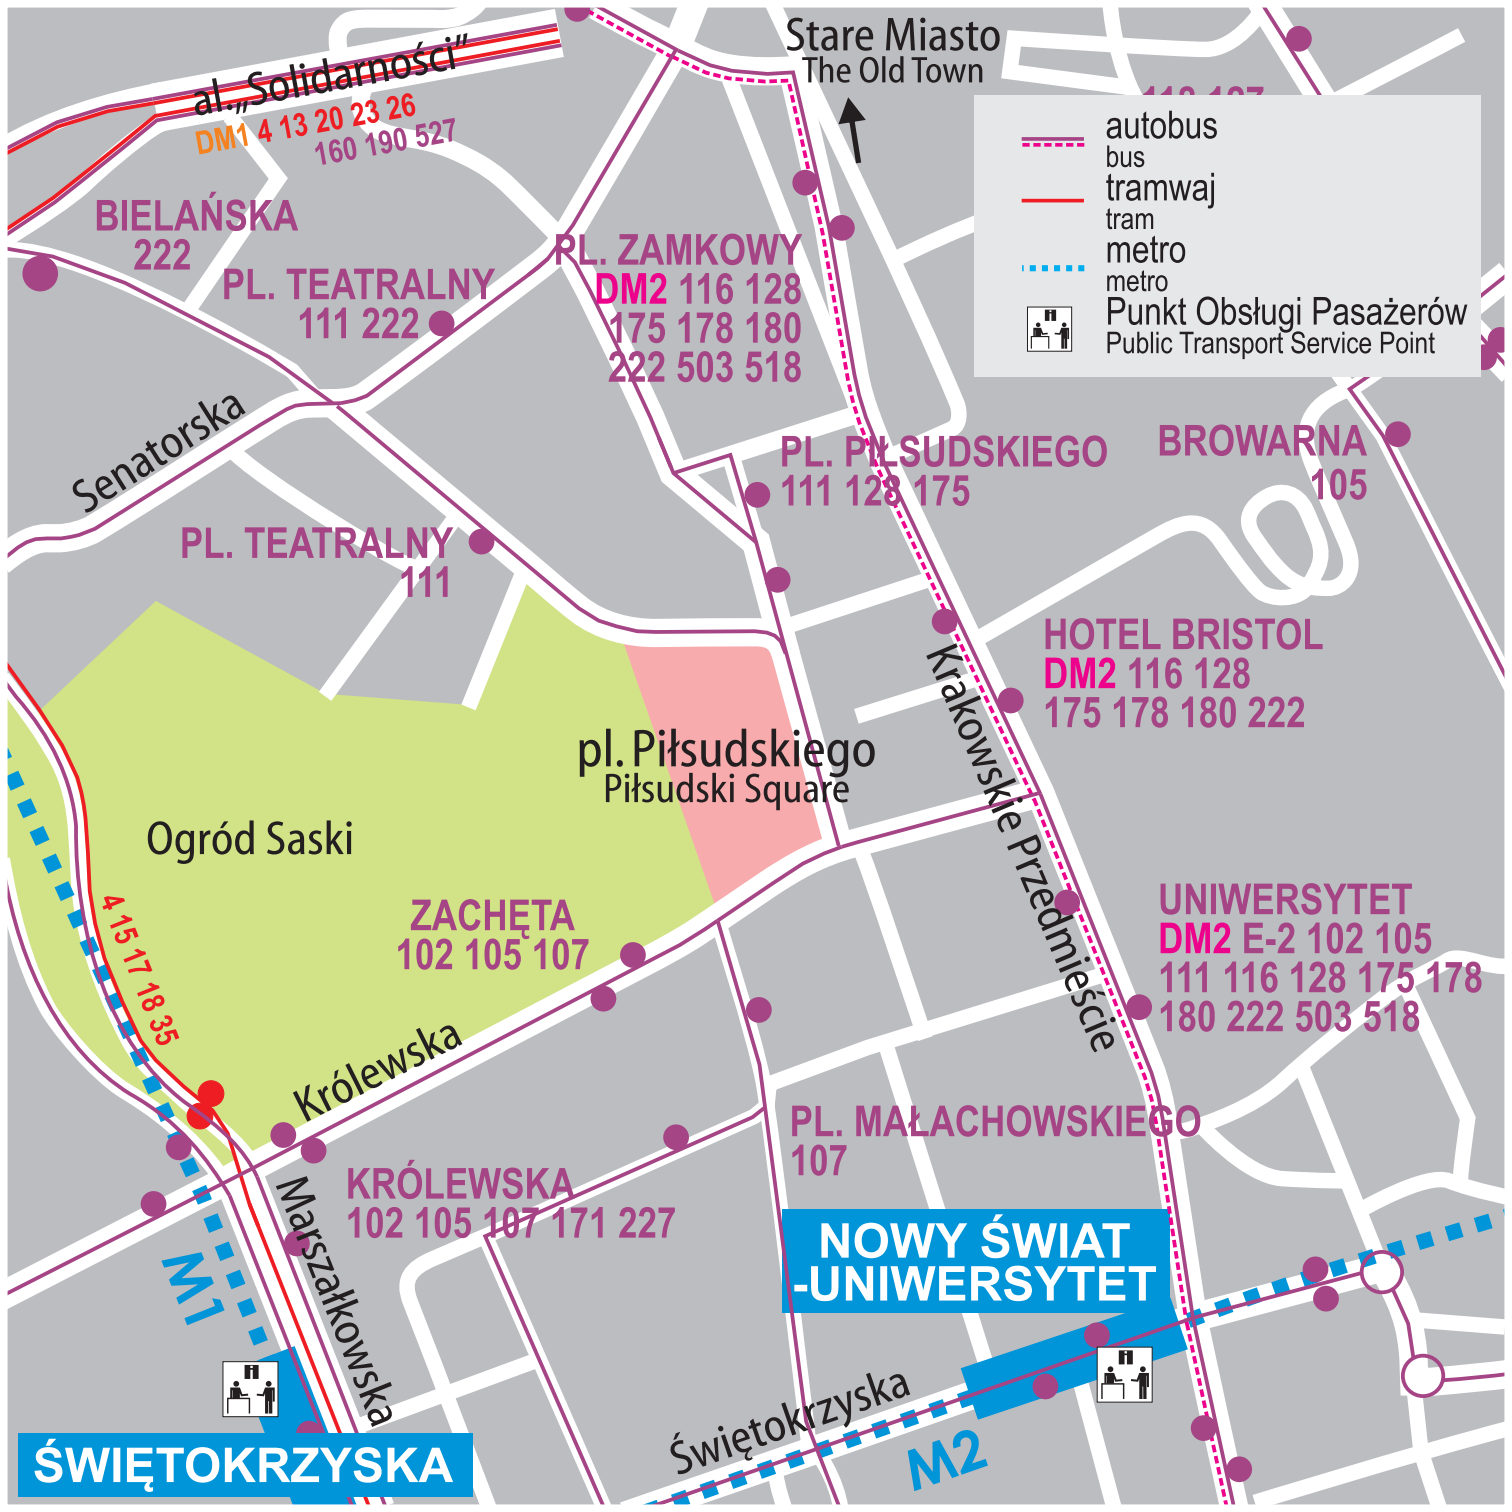 Stare Miasto
The Old Town
al. „Solidarności”
DM1 4 13 20 23 26
160 190 527
autobus
bus
tramwaj
tram
metro
metro
Punkt Obsługi Pasażerów
Public Transport Service Point
BIELAŃSKA
222
PL. TEATRALNY
111 222
PL. ZAMKOWY
DM2 116 128
175 178 180
222 503 518
Senatorska
PL. PIŁSUDSKIEGO
111 128 175
BROWARNA
105
PL. TEATRALNY
111
HOTEL BRISTOL
DM2 116 128
175 178 180 222
Krakowskie Przedmieście
pl. Piłsudskiego
Piłsudski Square
Ogród Saski
4 15 17 18 35
ZACHĘTA
102 105 107
UNIWERSYTET
DM2 E-2 102 105
111 116 128 175 178
180 222 503 518
Królewska
PL. MAŁACHOWSKIEGO
107
KRÓLEWSKA
102 105 107 171 227
Marszałkowska
M1
NOWY ŚWIAT
-UNIWERSYTET
Świętokrzyska
M2
ŚWIĘTOKRZYSKA